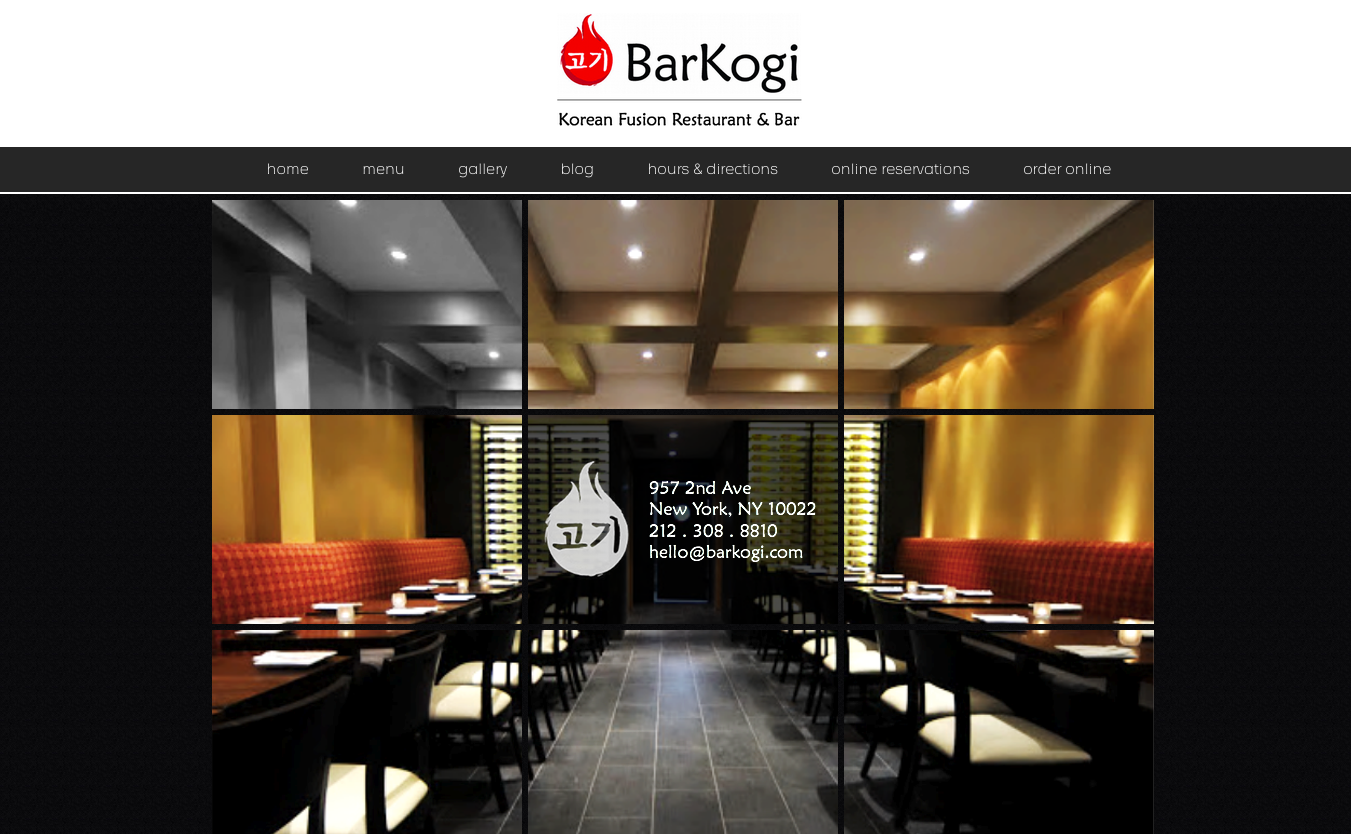 고기 BarKogi
Korean Fusion Restaurant & Bar
home menu gallery blog hours & directions online reservations order online
고기
957 2nd Ave
New York, NY 10022
212 . 308 . 8810
hello@barkogi.com